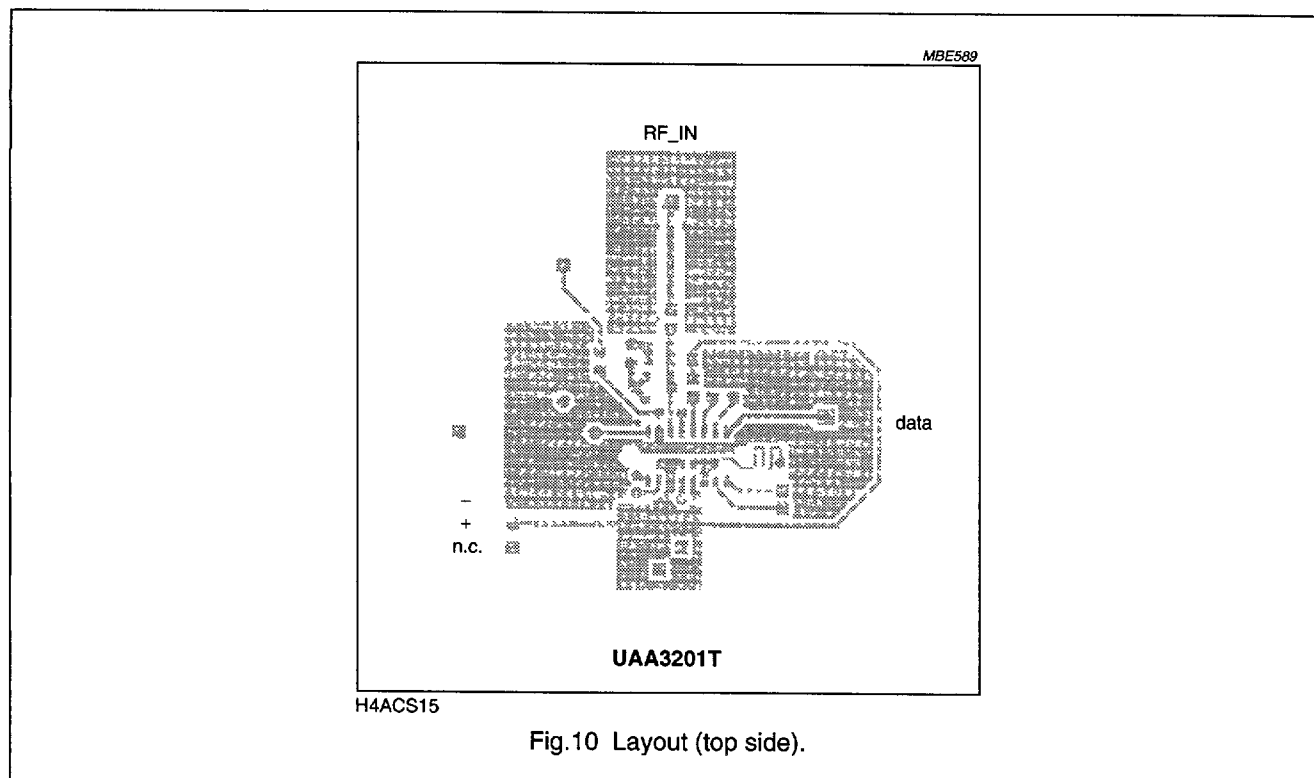 MBE589
RF_IN
data
–
+
n.c.
UAA3201T
H4ACS15
Fig.10 Layout (top side).